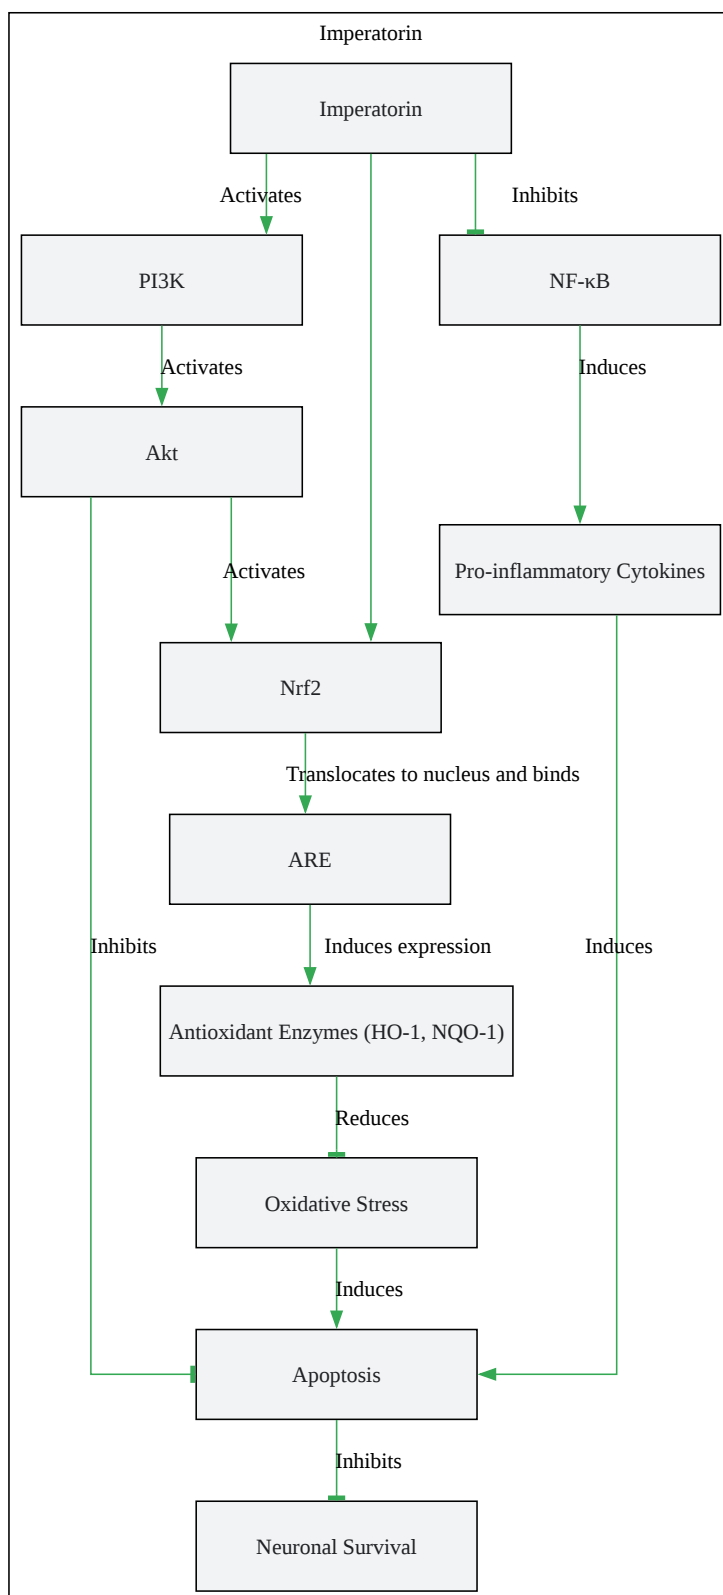 Imperatorin
Imperatorin
Activates
Inhibits
PI3K
NF-κB
Activates
Induces
Akt
Pro-inflammatory Cytokines
Activates
Nrf2
Translocates to nucleus and binds
ARE
Inhibits
Induces expression
Induces
Antioxidant Enzymes (HO-1, NQO-1)
Reduces
Oxidative Stress
Induces
Apoptosis
Inhibits
Neuronal Survival